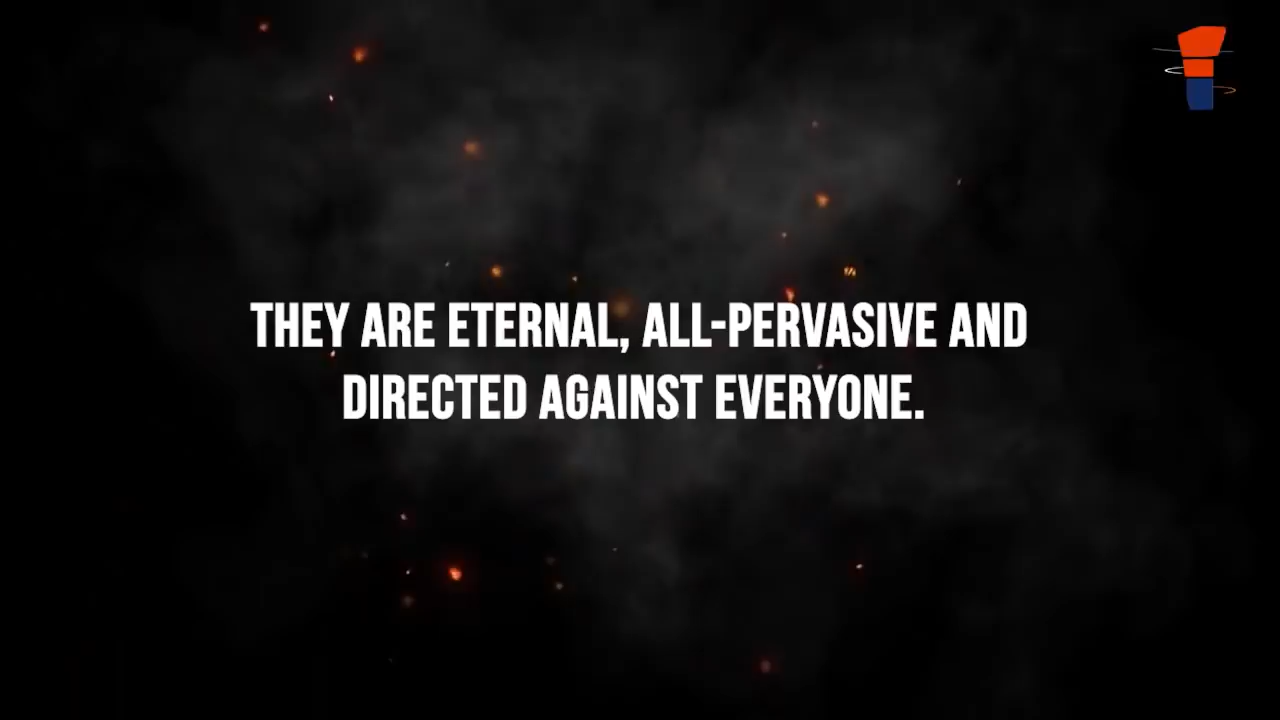 THEY ARE ETERNAL, ALL-PERVASIVE AND
DIRECTED AGAINST EVERYONE.